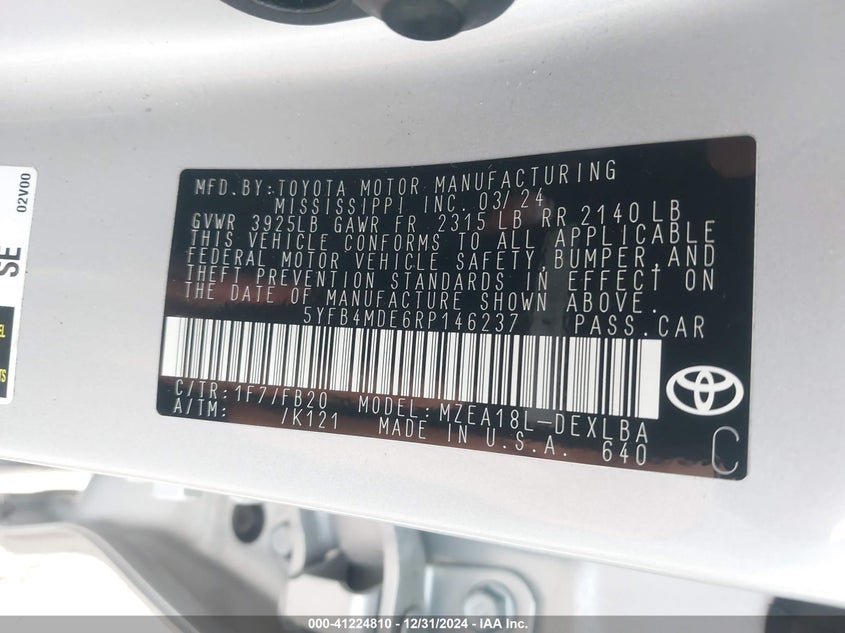 MFD. BY: TOYOTA MOTOR MANUFACTURING
MISSISSIPPI INC. 03/24
GVWR 3925LB GAWR FR 2315 LB RR 2140 LB
THIS VEHICLE CONFORMS TO ALL APPLICABLE
FEDERAL MOTOR VEHICLE SAFETY, BUMPER, AND
THEFT PREVENTION STANDARDS IN EFFECT ON
THE DATE OF MANUFACTURE SHOWN ABOVE.
5YFB4MDE6RP146237 PASS.CAR
C/TR: 1F7/FB20 MODEL: MZEA18L-DEXLBA
A/TM: /K121 MADE IN U.S.A. 640
C
02V00
SE
000-41224810 - 12/31/2024 - IAA Inc.